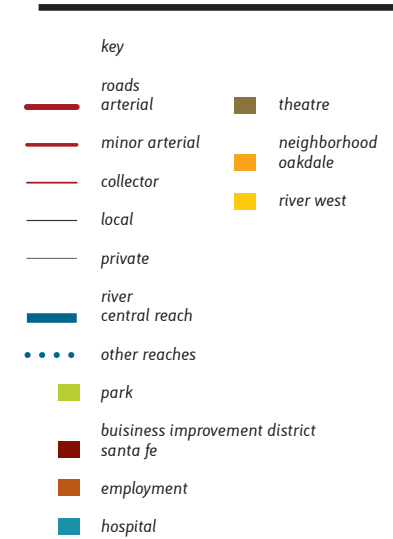 key
roads
arterial
minor arterial
collector
local
private
river
central reach
other reaches
park
buisiness improvement district
santa fe
employment
hospital
theatre
neighborhood
oakdale
river west